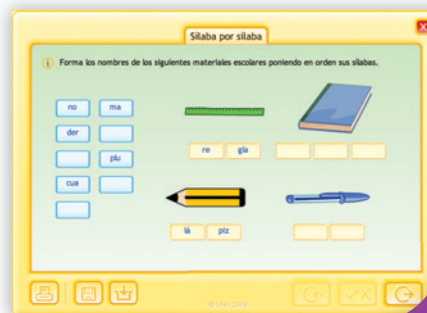 Sílaba por sílaba
Forma los nombres de los siguientes materiales escolares poniendo en orden sus sílabas.
no ma
der
plu
cua
re gla
lá piz
© UNO 2008